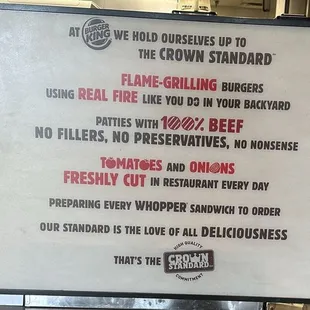 AT BURGER KING WE HOLD OURSELVES UP TO
THE CROWN STANDARD™
FLAME-GRILLING BURGERS
USING REAL FIRE LIKE YOU DO IN YOUR BACKYARD
PATTIES WITH 100% BEEF
NO FILLERS, NO PRESERVATIVES, NO NONSENSE
TOMATOES AND ONIONS
FRESHLY CUT IN RESTAURANT EVERY DAY
PREPARING EVERY WHOPPER® SANDWICH TO ORDER
OUR STANDARD IS THE LOVE OF ALL DELICIOUSNESS
HIGH QUALITY
THAT'S THE CROWN
STANDARD
COMMITMENT